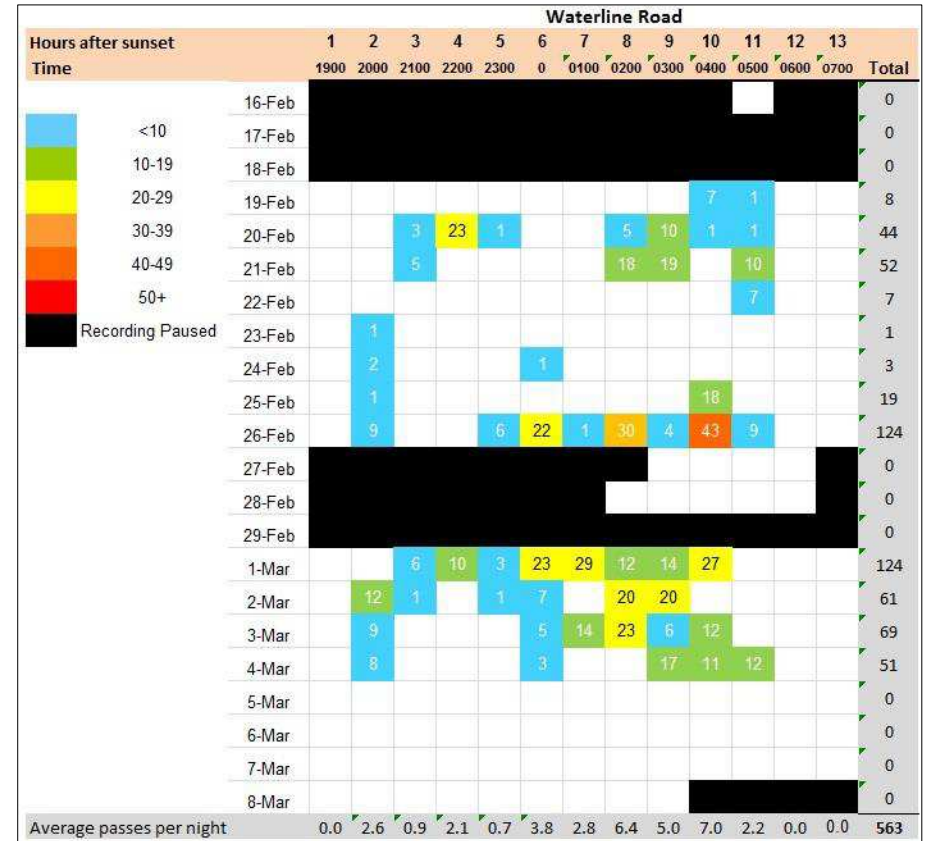 Waterline Road
Hours after sunset 1 2 3 4 5 6 7 8 9 10 11 12 13
Time 1900 2000 2100 2200 2300 0 0100 0200 0300 0400 0500 0600 0700 Total
16-Feb 0
<10 17-Feb 0
10-19 18-Feb 0
20-29 19-Feb 7 1 8
30-39 20-Feb 3 23 1 5 10 1 1 44
40-49 21-Feb 5 18 19 10 52
50+ 22-Feb 7 7
Recording Paused 23-Feb 1 1
24-Feb 2 1 3
25-Feb 1 18 19
26-Feb 9 6 22 1 30 4 43 9 124
27-Feb 0
28-Feb 0
29-Feb 0
1-Mar 6 10 3 23 29 12 14 27 124
2-Mar 12 1 1 7 20 20 61
3-Mar 9 5 14 23 6 12 69
4-Mar 8 3 17 11 12 51
5-Mar 0
6-Mar 0
7-Mar 0
8-Mar 0
Average passes per night 0.0 2.6 0.9 2.1 0.7 3.8 2.8 6.4 5.0 7.0 2.2 0.0 0.0 563